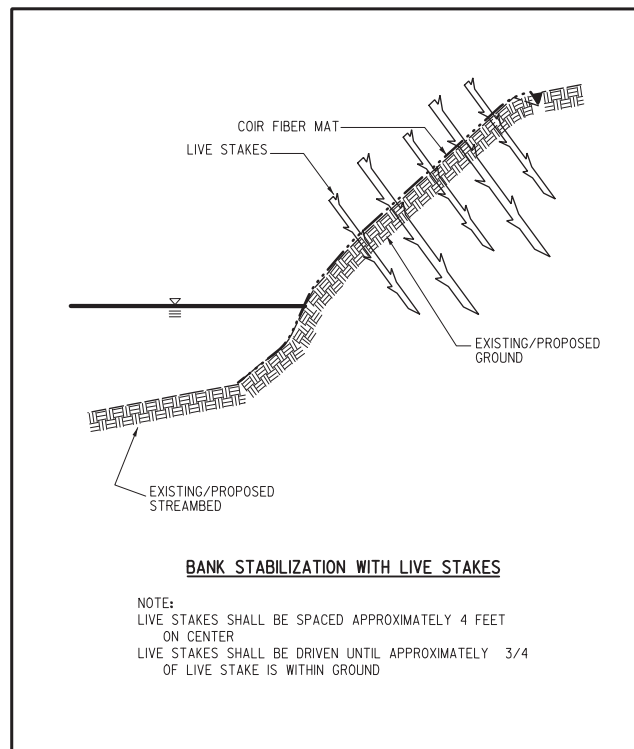 COIR FIBER MAT
LIVE STAKES
EXISTING/PROPOSED
GROUND
EXISTING/PROPOSED
STREAMBED
BANK STABILIZATION WITH LIVE STAKES
NOTE:
LIVE STAKES SHALL BE SPACED APPROXIMATELY 4 FEET
ON CENTER
LIVE STAKES SHALL BE DRIVEN UNTIL APPROXIMATELY 3/4
OF LIVE STAKE IS WITHIN GROUND